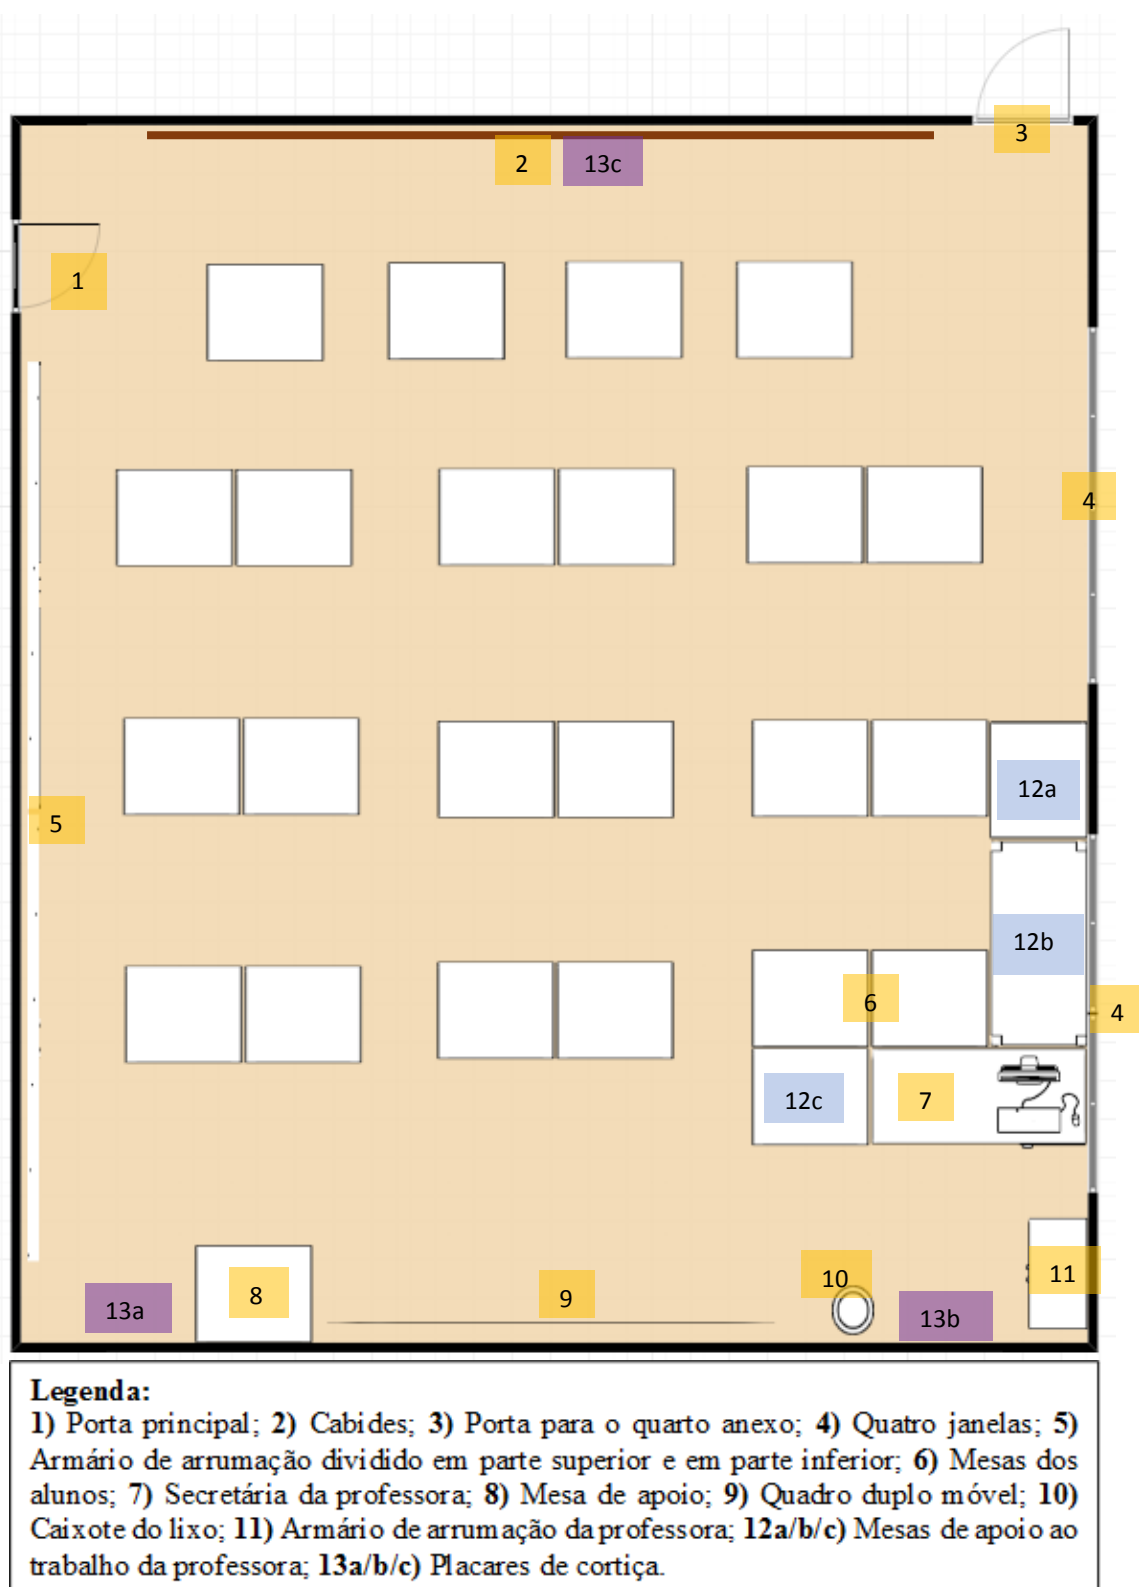 3
2 13c
1
4
12a
5
12b
6
4
12c 7
11
10
8 9
13a 13b
Legenda:
1) Porta principal; 2) Cabides; 3) Porta para o quarto anexo; 4) Quatro janelas; 5)
Armário de arrumação dividido em parte superior e em parte inferior; 6) Mesas dos
alunos; 7) Secretária da professora; 8) Mesa de apoio; 9) Quadro duplo móvel; 10)
Caixote do lixo; 11) Armário de arrumação da professora; 12a/b/c) Mesas de apoio ao
trabalho da professora; 13a/b/c) Placares de cortiça.